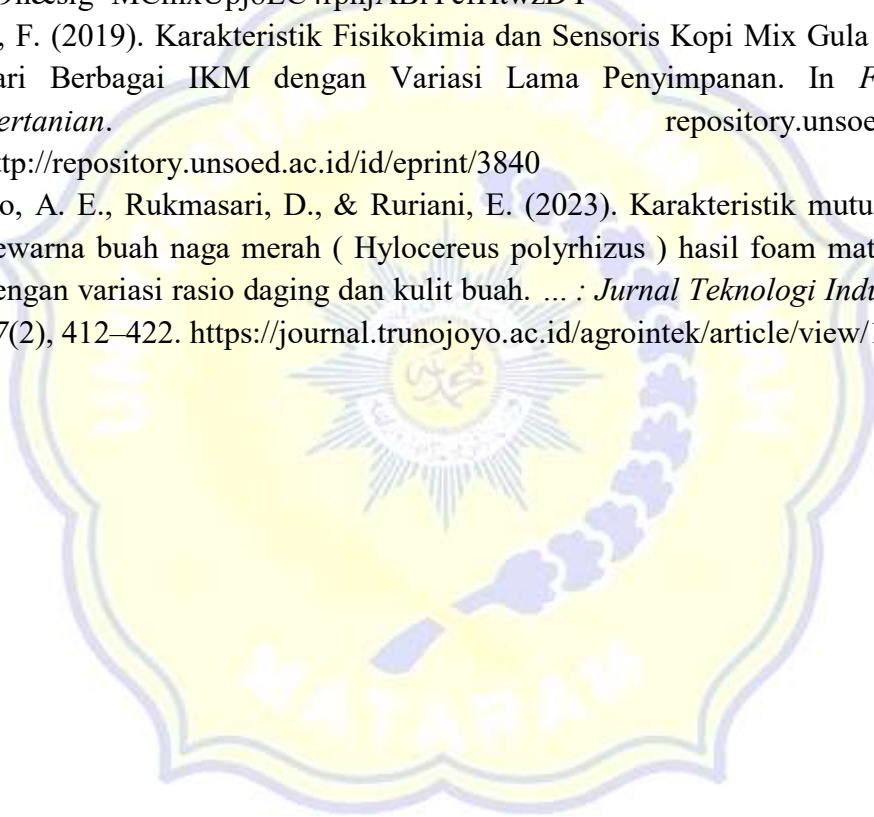 , F. (2019). Karakteristik Fisikokimia dan Sensoris Kopi Mix Gula
ari Berbagai IKM dengan Variasi Lama Penyimpanan. In F
ertanian. repository.unsoe
ttp://repository.unsoed.ac.id/id/eprint/3840
o, A. E., Rukmasari, D., & Ruriani, E. (2023). Karakteristik mutu
ewarna buah naga merah ( Hylocereus polyrhizus ) hasil foam mat
engan variasi rasio daging dan kulit buah. ... : Jurnal Teknologi Indu
7(2), 412–422. https://journal.trunojoyo.ac.id/agrointek/article/view/1
MATARAM